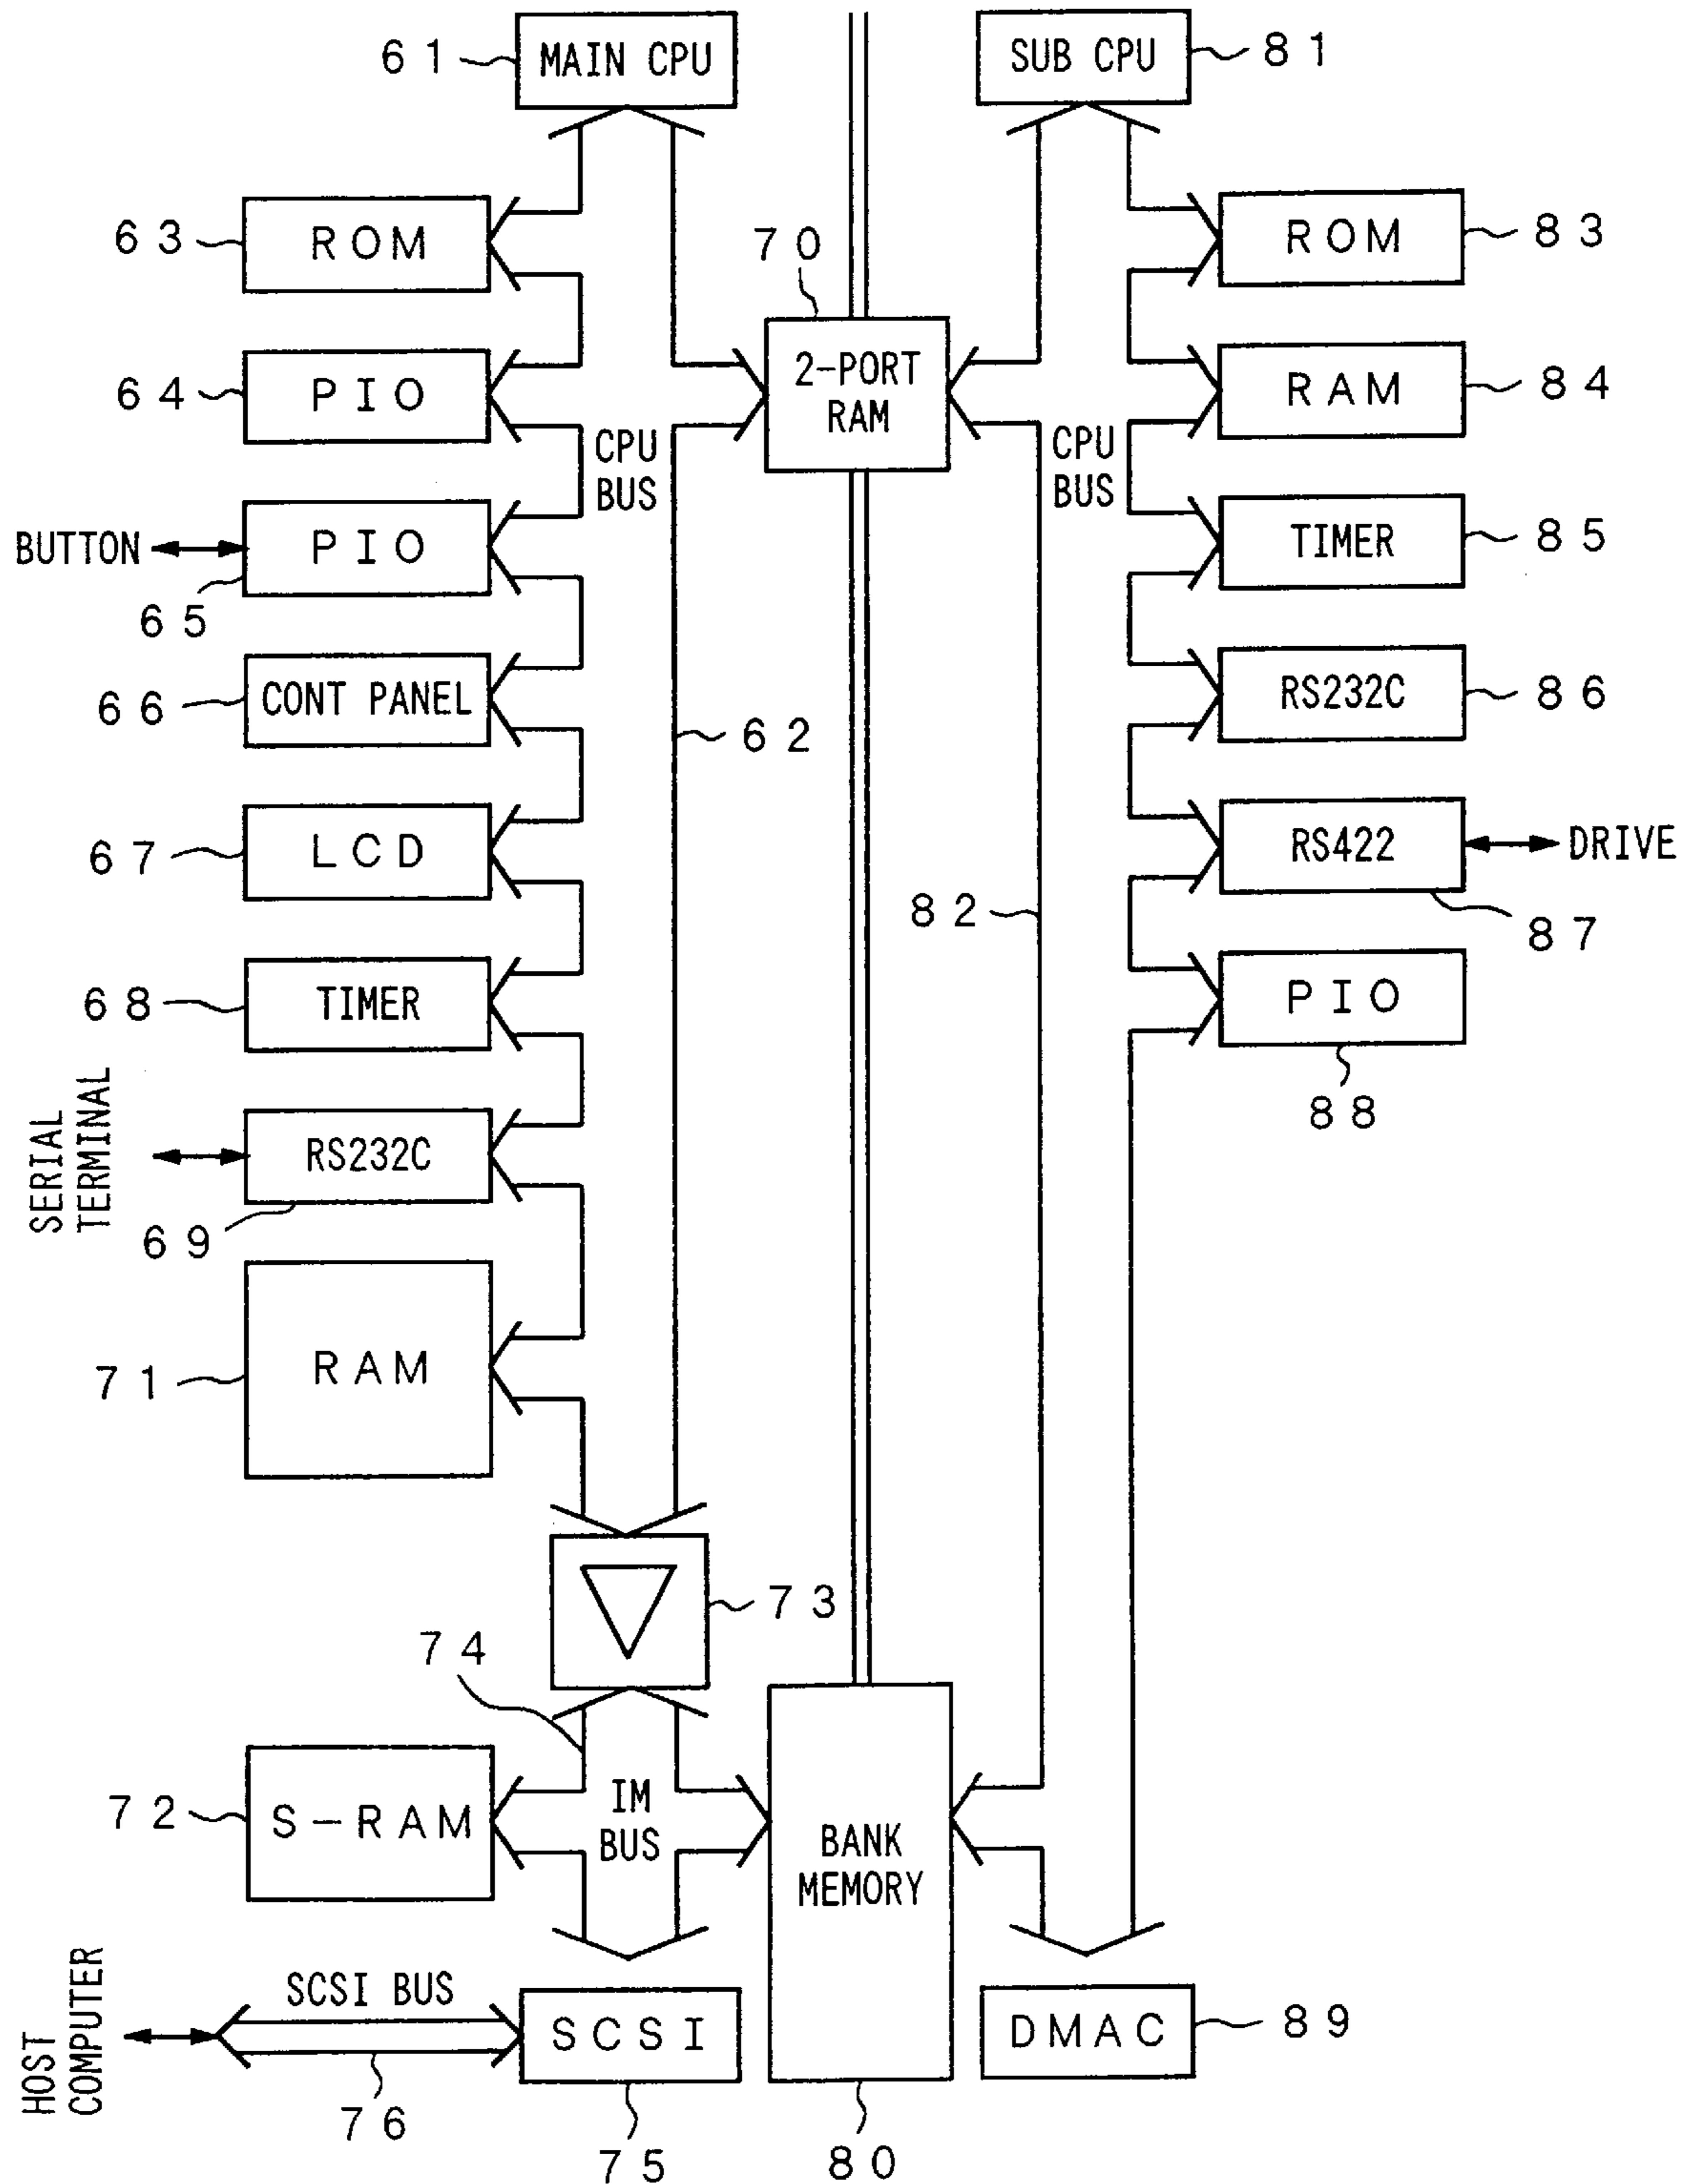 61
MAIN CPU
SUB CPU
81
63
ROM
70
ROM
83
64
PIO
2-PORT
RAM
RAM
84
CPU
BUS
CPU
BUS
BUTTON
PIO
65
TIMER
85
66
CONT PANEL
62
RS232C
86
67
LCD
82
RS422
DRIVE
87
68
TIMER
PIO
88
SERIAL
TERMINAL
RS232C
69
71
RAM
73
74
72
S-RAM
IM
BUS
BANK
MEMORY
HOST
COMPUTER
SCSI BUS
76
SCSI
75
80
DMAC
89